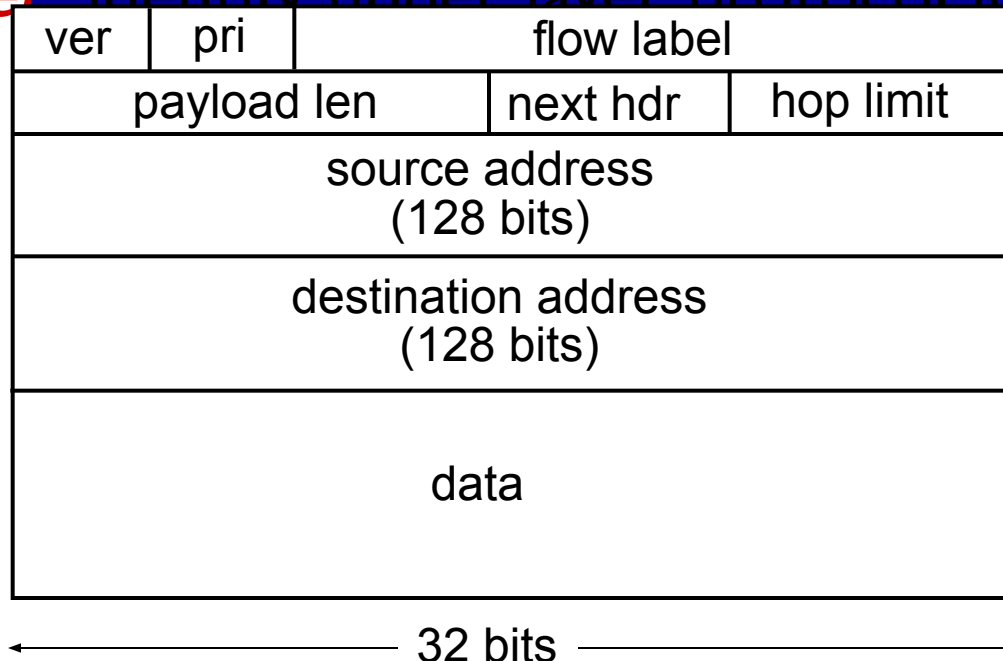 ver pri flow label
payload len next hdr hop limit
source address
(128 bits)
destination address
(128 bits)
data
32 bits